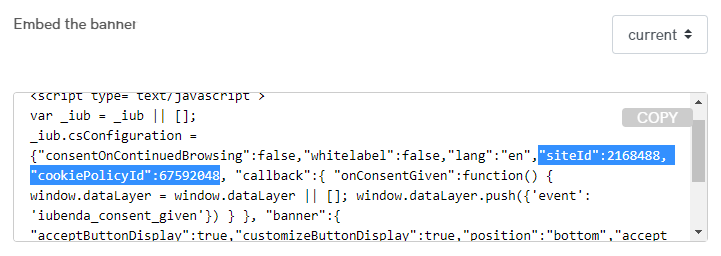 Embed the banner
current
<script type="text/javascript">
var _iub = _iub || [];
COPY
_iub.csConfiguration =
{"consentOnContinuedBrowsing":false,"whitelabel":false,"lang":"en","siteId":2168488,
"cookiePolicyId":67592048, "callback":{ "onConsentGiven":function() {
window.dataLayer = window.dataLayer || []; window.dataLayer.push({'event':
'iubenda_consent_given'}) } }, "banner":{
"acceptButtonDisplay":true,"customizeButtonDisplay":true,"position":"bottom","accept